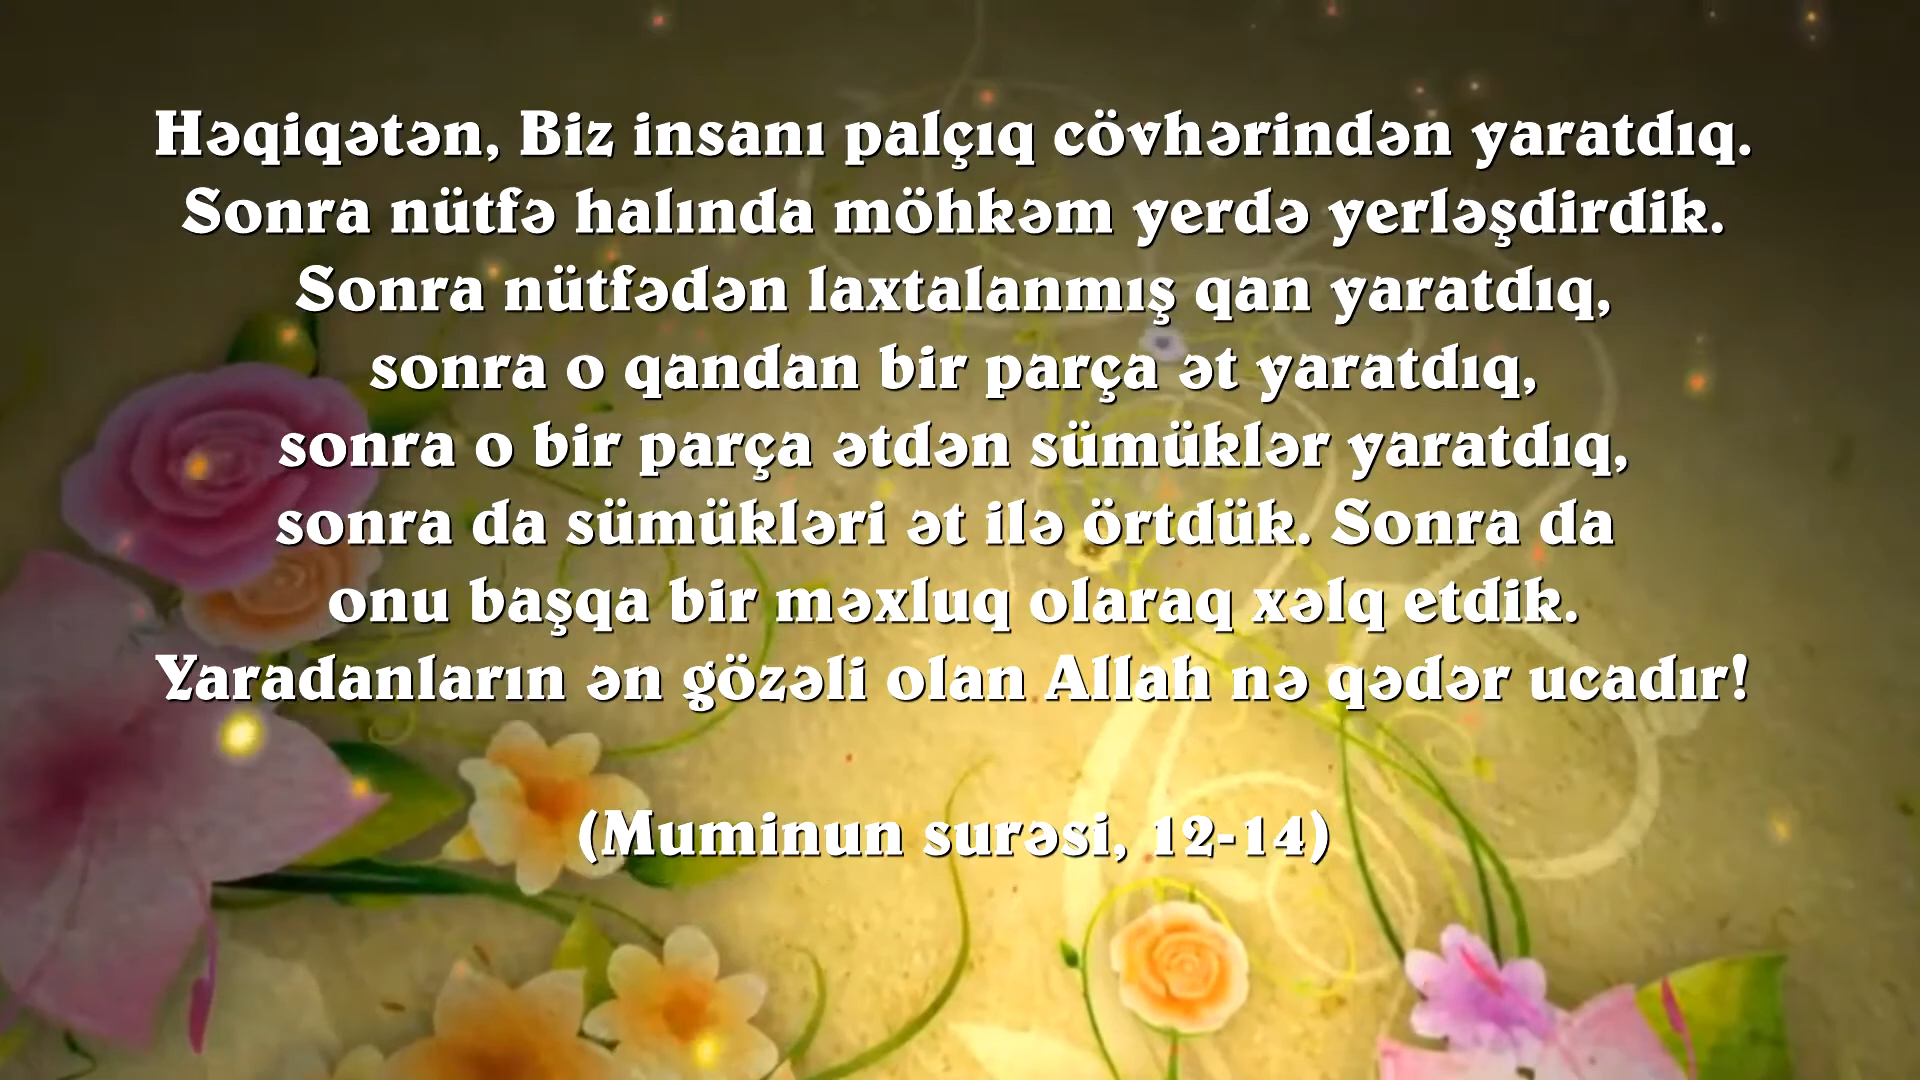 Həqiqətən, Biz insanı palçıq cövhərindən yaratdıq.
Sonra nütfə halında möhkəm yerdə yerləşdirdik.
Sonra nütfədən laxtalanmış qan yaratdıq,
sonra o qandan bir parça ət yaratdıq,
sonra o bir parça ətdən sümüklər yaratdıq,
sonra da sümükləri ət ilə örtdük. Sonra da
onu başqa bir məxluq olaraq xəlq etdik.
Yaradanların ən gözəli olan Allah nə qədər ucadır!
(Muminun surəsi, 12-14)